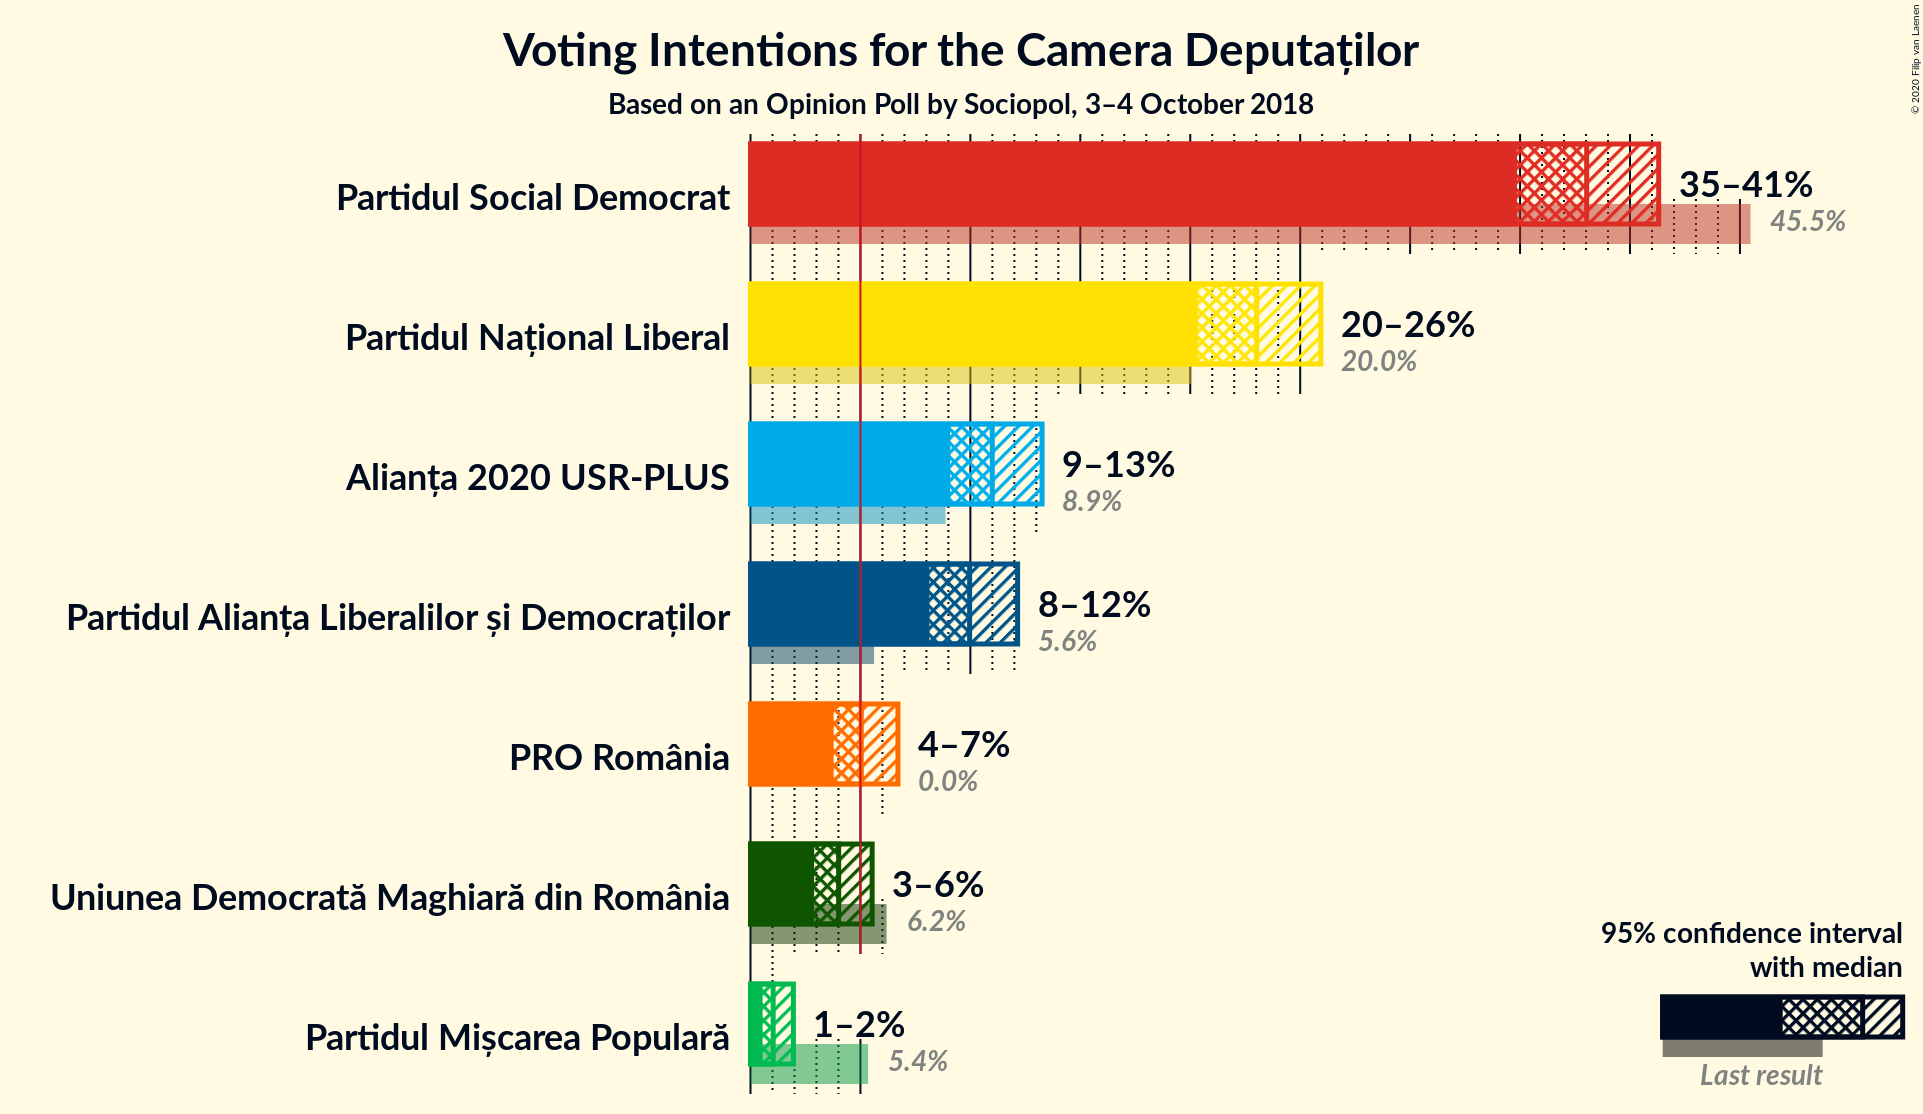 Voting Intentions for the Camera Deputaților
Based on an Opinion Poll by Sociopol, 3–4 October 2018
© 2020 Filip van Laenen
Partidul Social Democrat
35–41%
45.5%
Partidul Național Liberal
20–26%
20.0%
Alianța 2020 USR-PLUS
9–13%
8.9%
Partidul Alianța Liberalilor și Democraților
8–12%
5.6%
PRO România
4–7%
0.0%
Uniunea Democrată Maghiară din România
3–6%
6.2%
Partidul Mișcarea Populară
1–2%
5.4%
95% confidence interval
with median
Last result